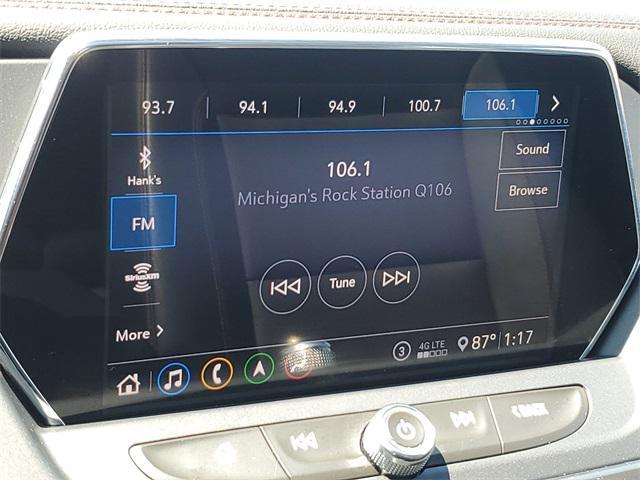 93.7 94.1 94.9 100.7 106.1
Sound
106.1
Hank's
Michigan's Rock Station Q106
Browse
FM
SiriusXM
Tune
More
3 4G LTE 87° 1:17
BACK